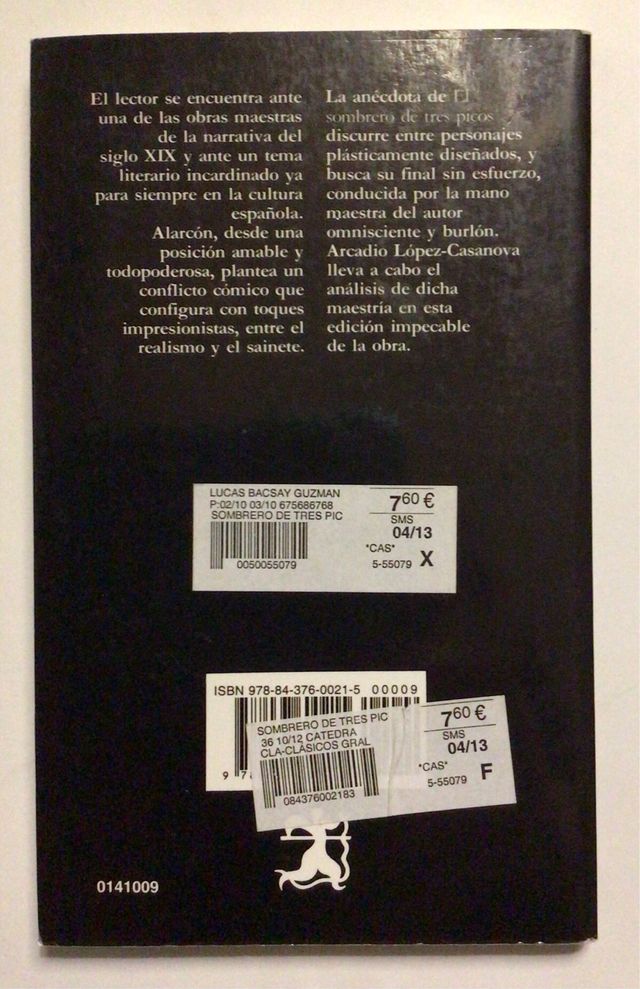 El lector se encuentra ante
una de las obras maestras
de la narrativa del
siglo XIX y ante un tema
literario incardinado ya
para siempre en la cultura
española.
Alarcón, desde una
posición amable y
todopoderosa, plantea un
conflicto cómico que
configura con toques
impresionistas, entre el
realismo y el sainete.
La anécdota de El
sombrero de tres picos
discurre entre personajes
plásticamente diseñados, y
busca su final sin esfuerzo,
conducida por la mano
maestra del autor
omnisciente y burlón.
Arcadio López-Casanova
lleva a cabo el
análisis de dicha
maestría en esta
edición impecable
de la obra.
LUCAS BACSAY GUZMAN
P:02/10 03/10 675686768
SOMBRERO DE TRES PIC
0050055079
7 60 €
SMS
04/13
*CAS*
5-55079 X
ISBN 978-84-376-0021-5 00009
9 7
SOMBRERO DE TRES PIC
36 10/12 CATEDRA
CLA-CLÁSICOS GRAL
084376002183
7 60 €
SMS
04/13
*CAS*
5-55079 F
0141009